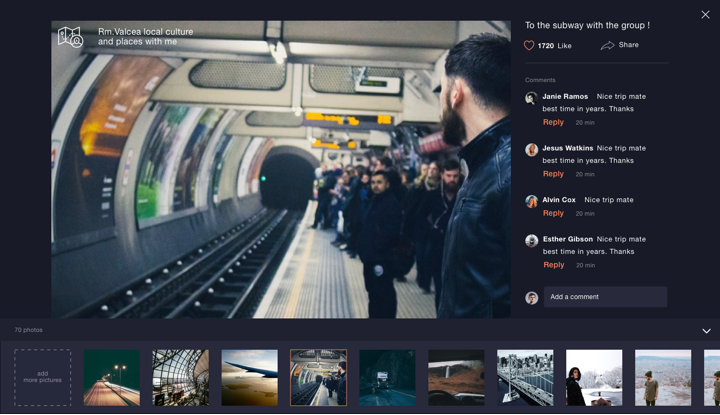 Rm.Valcea local culture
and places with me
To the subway with the group !
1720 Like
Share
Comments
Janie Ramos Nice trip mate
best time in years. Thanks
Reply 20 min
Jesus Watkins Nice trip mate
best time in years. Thanks
Reply 20 min
Alvin Cox Nice trip mate
Reply 20 min
Esther Gibson Nice trip mate
best time in years. Thanks
Reply 20 min
Add a comment
70 photos
add
more pictures